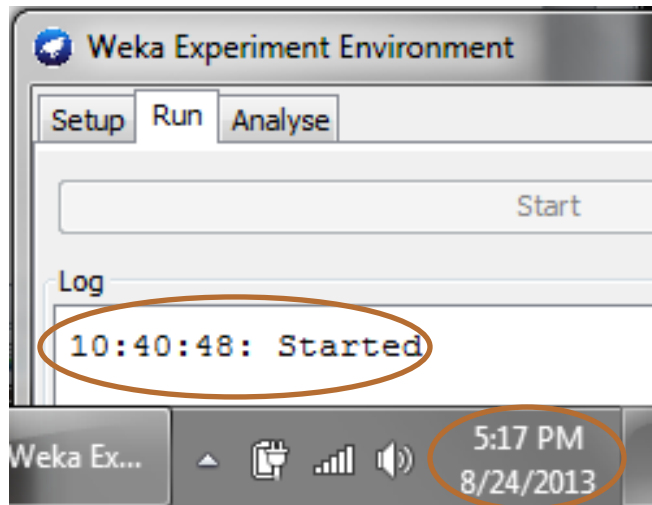 Weka Experiment Environment
Setup Run Analyse
Start
Log
10:40:48: Started
Weka Ex...
5:17 PM
8/24/2013